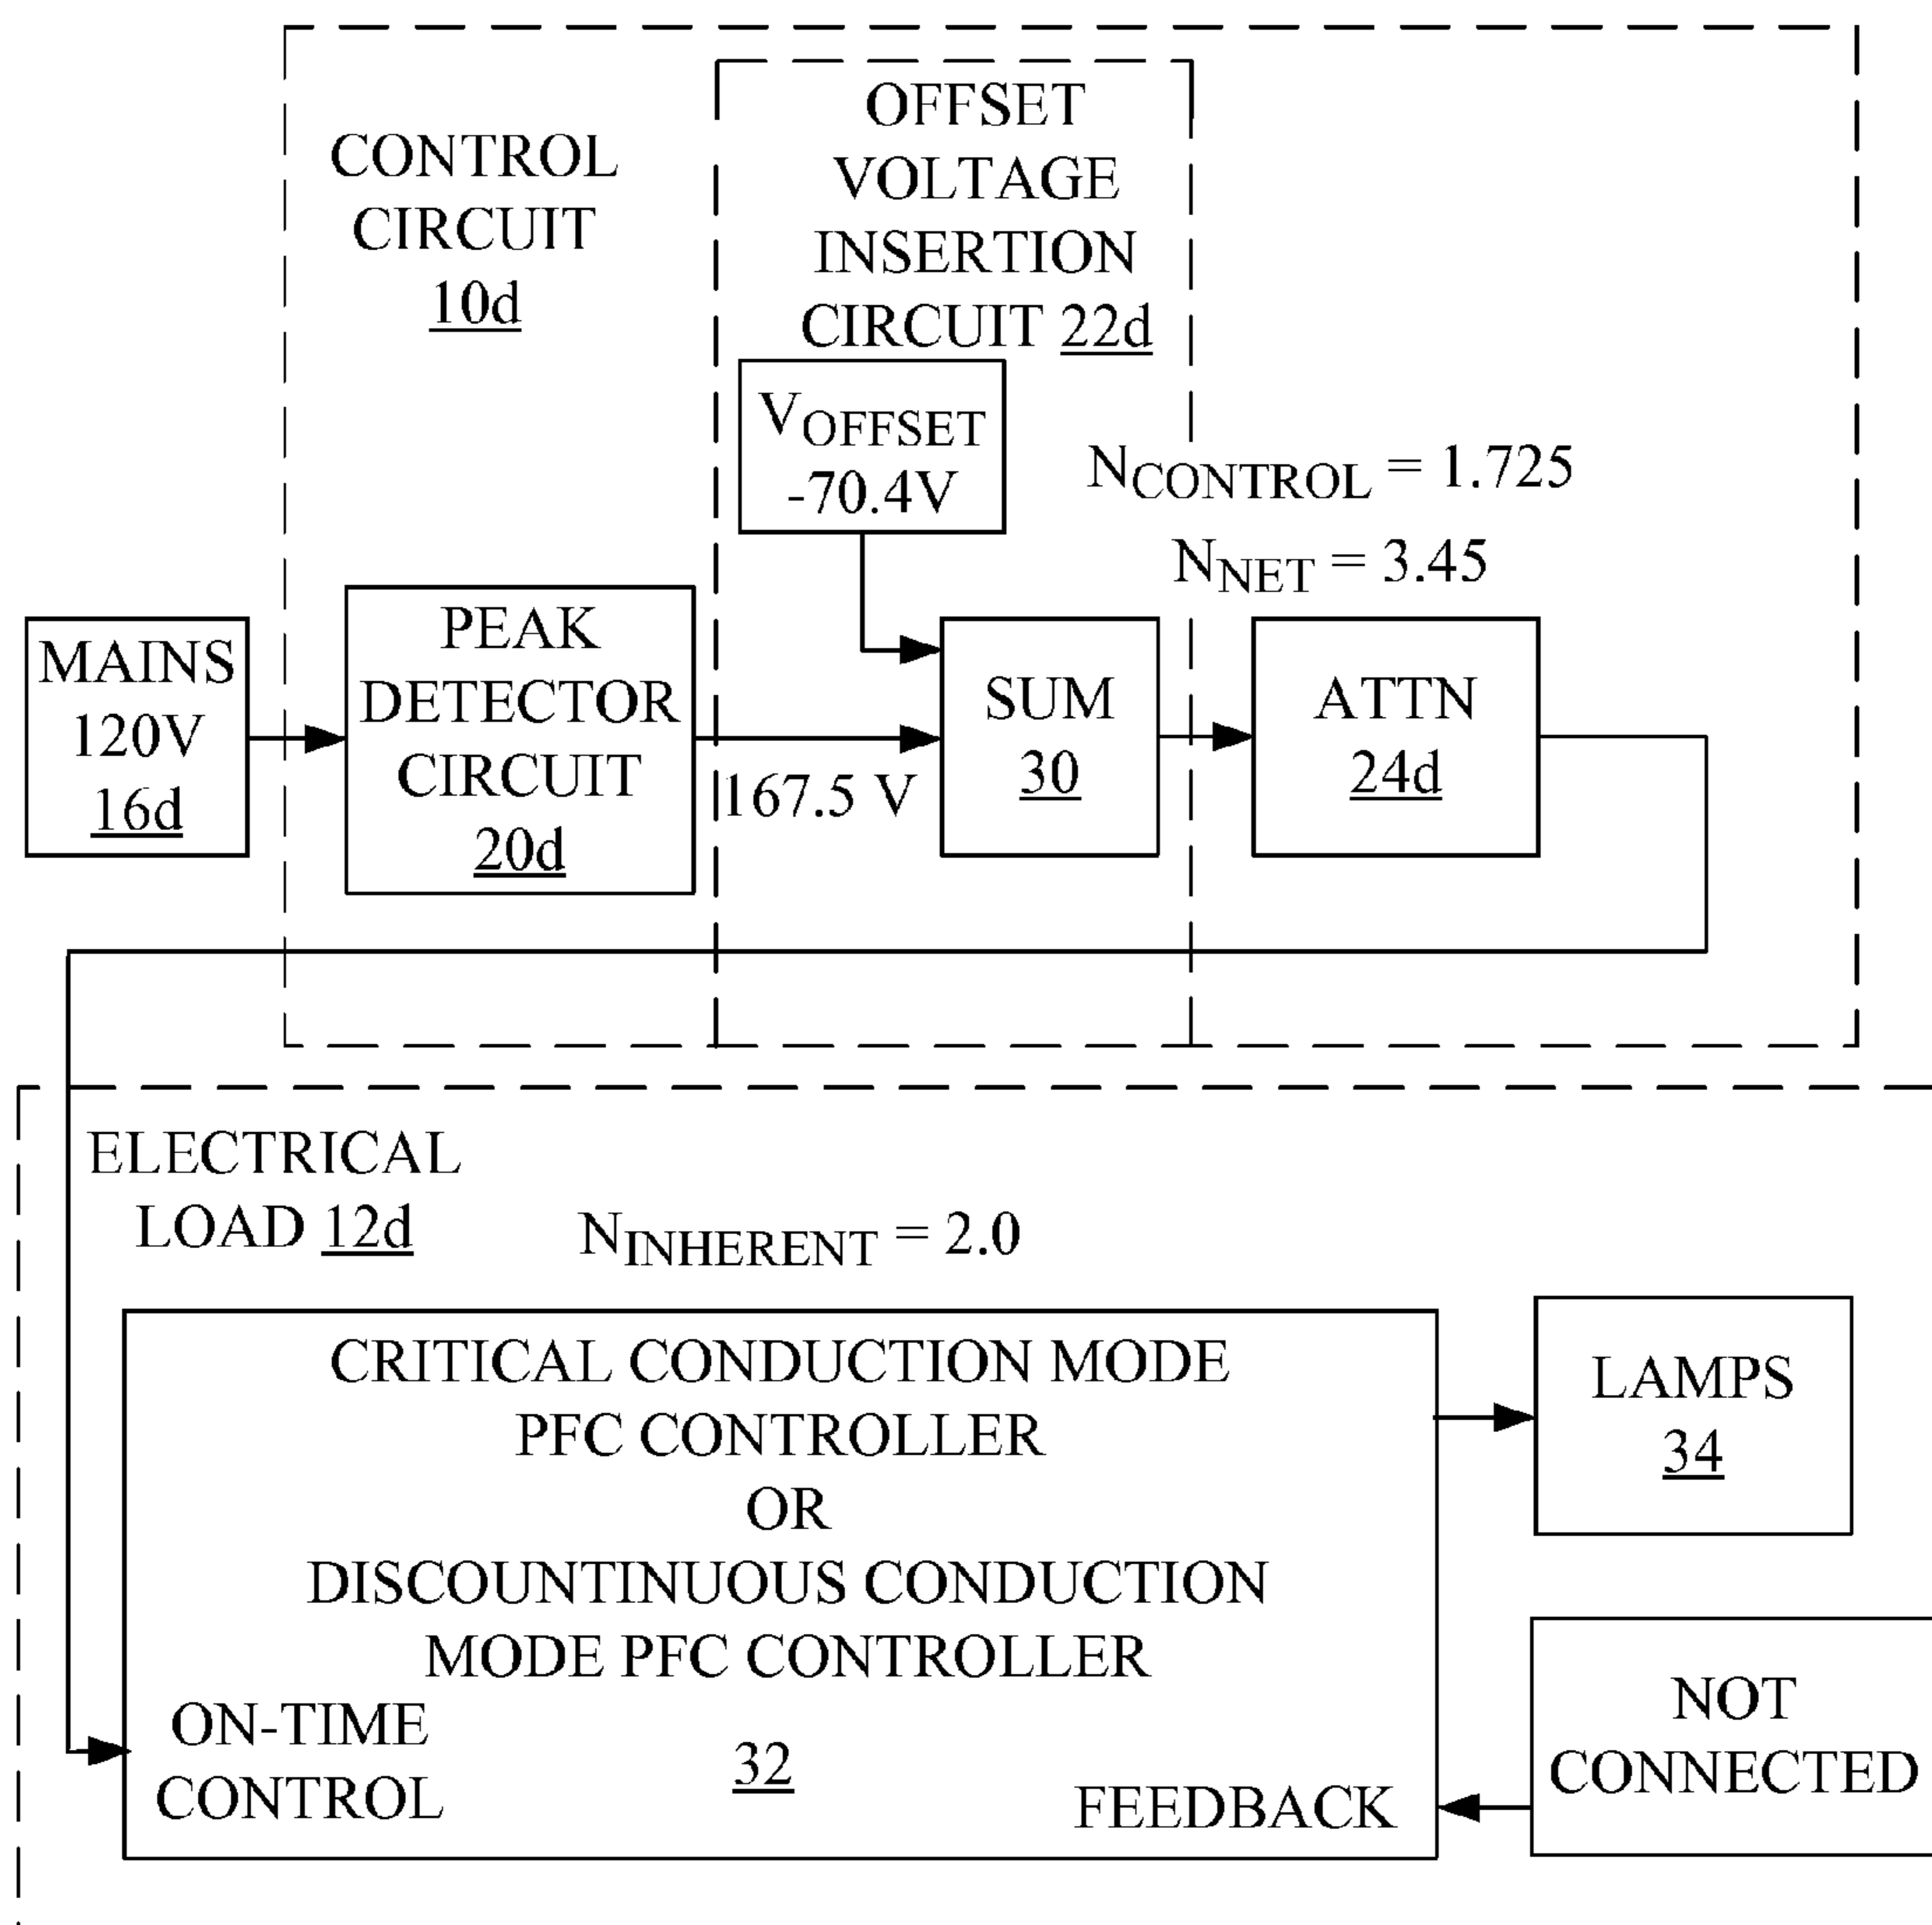 CONTROL
CIRCUIT
10d
OFFSET
VOLTAGE
INSERTION
CIRCUIT 22d
VOFFSET
-70.4V
NCONTROL = 1.725
NNET = 3.45
MAINS
120V
16d
PEAK
DETECTOR
CIRCUIT
20d
167.5 V
SUM
30
ATTN
24d
ELECTRICAL
LOAD 12d
NINHERENT = 2.0
CRITICAL CONDUCTION MODE
PFC CONTROLLER
OR
DISCOUNTINUOUS CONDUCTION
MODE PFC CONTROLLER
32
ON-TIME
CONTROL
FEEDBACK
LAMPS
34
NOT
CONNECTED